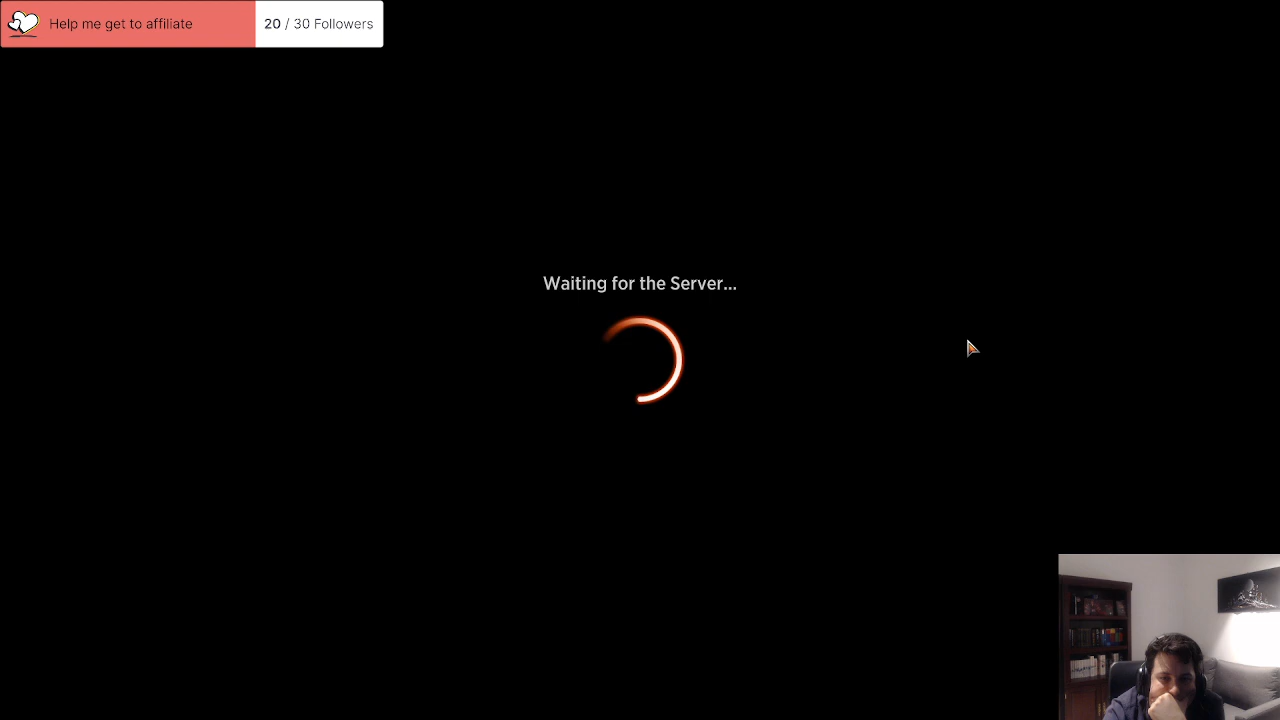 Help me get to affiliate 20 / 30 Followers
Waiting for the Server...